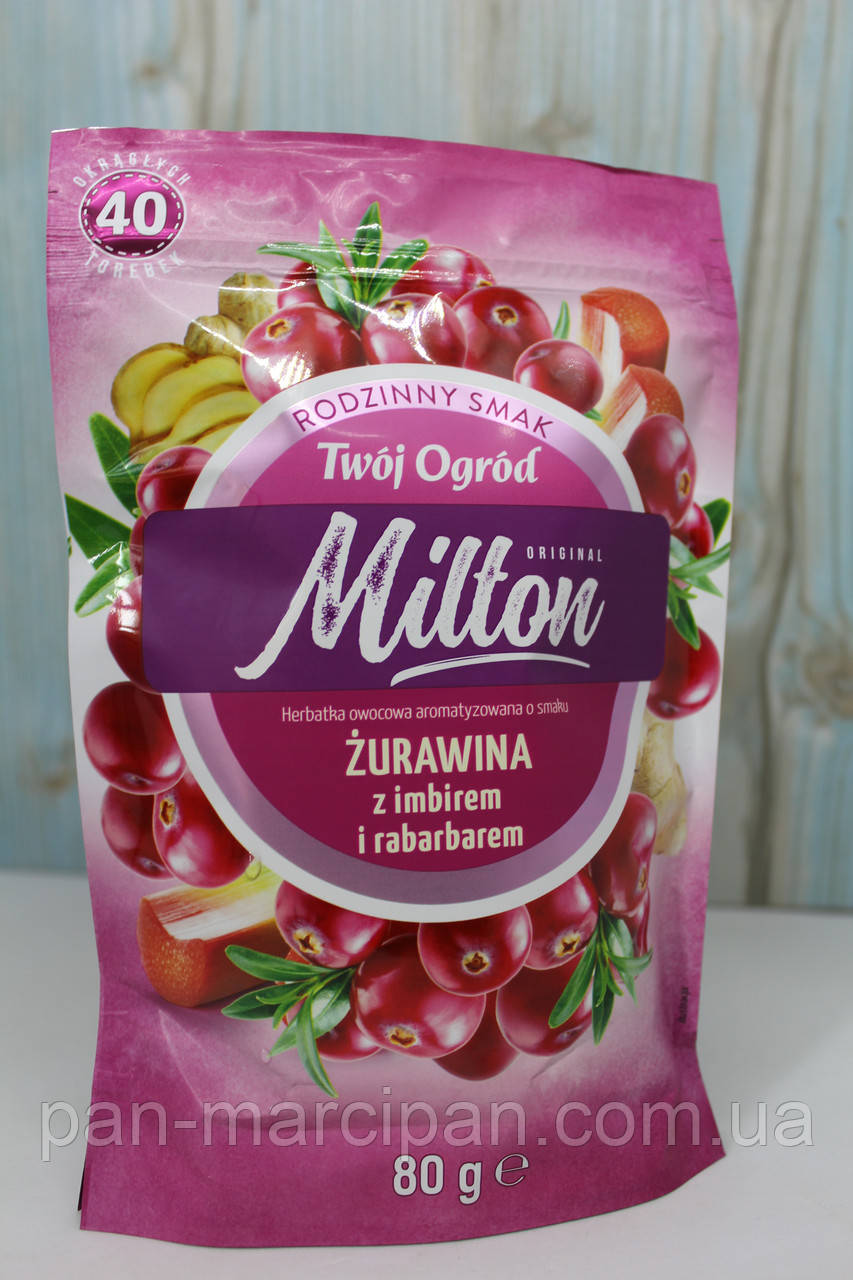 OKRĄGŁYCH
40
TOREBEK
RODZINNY SMAK
Twój Ogród
ORIGINAL
Milton
Herbatka owocowa aromatyzowana o smaku
ŻURAWINA
z imbirem
i rabarbarem
pan-marcipan.com.ua
80 g ℮